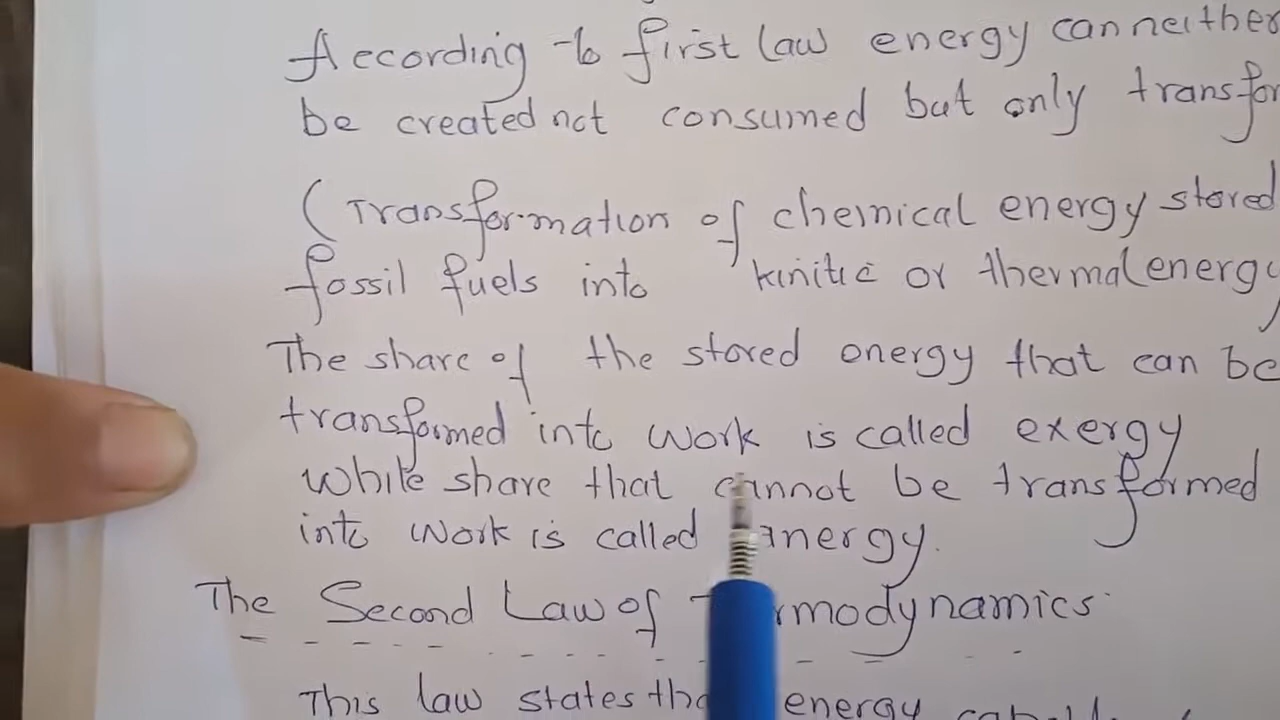 According to first law energy can neither
be created not consumed but only transfor
(Transformation of chemical energy stored
fossil fuels into kinitic or thermal energy
The share of the stored energy that can be
transformed into work is called exergy
while share that cannot be transformed
into work is called anergy.
The Second Law of Thermodynamics
This law states that energy